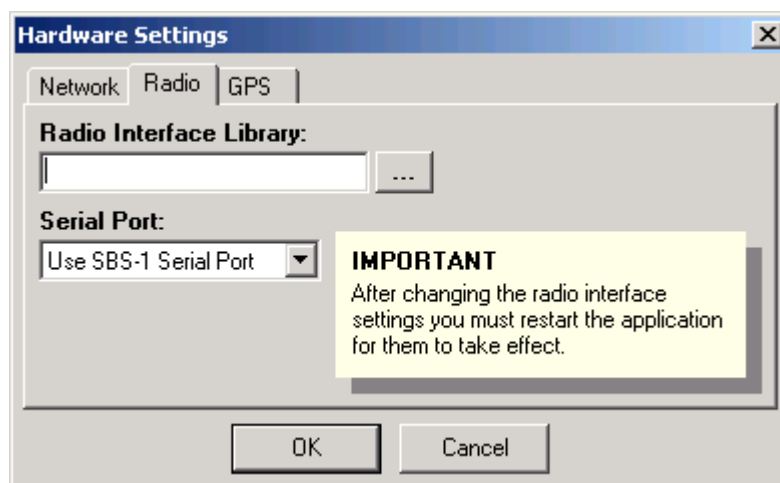 Hardware Settings
Network Radio GPS
Radio Interface Library:
...
Serial Port:
Use SBS-1 Serial Port
IMPORTANT
After changing the radio interface
settings you must restart the application
for them to take effect.
OK Cancel